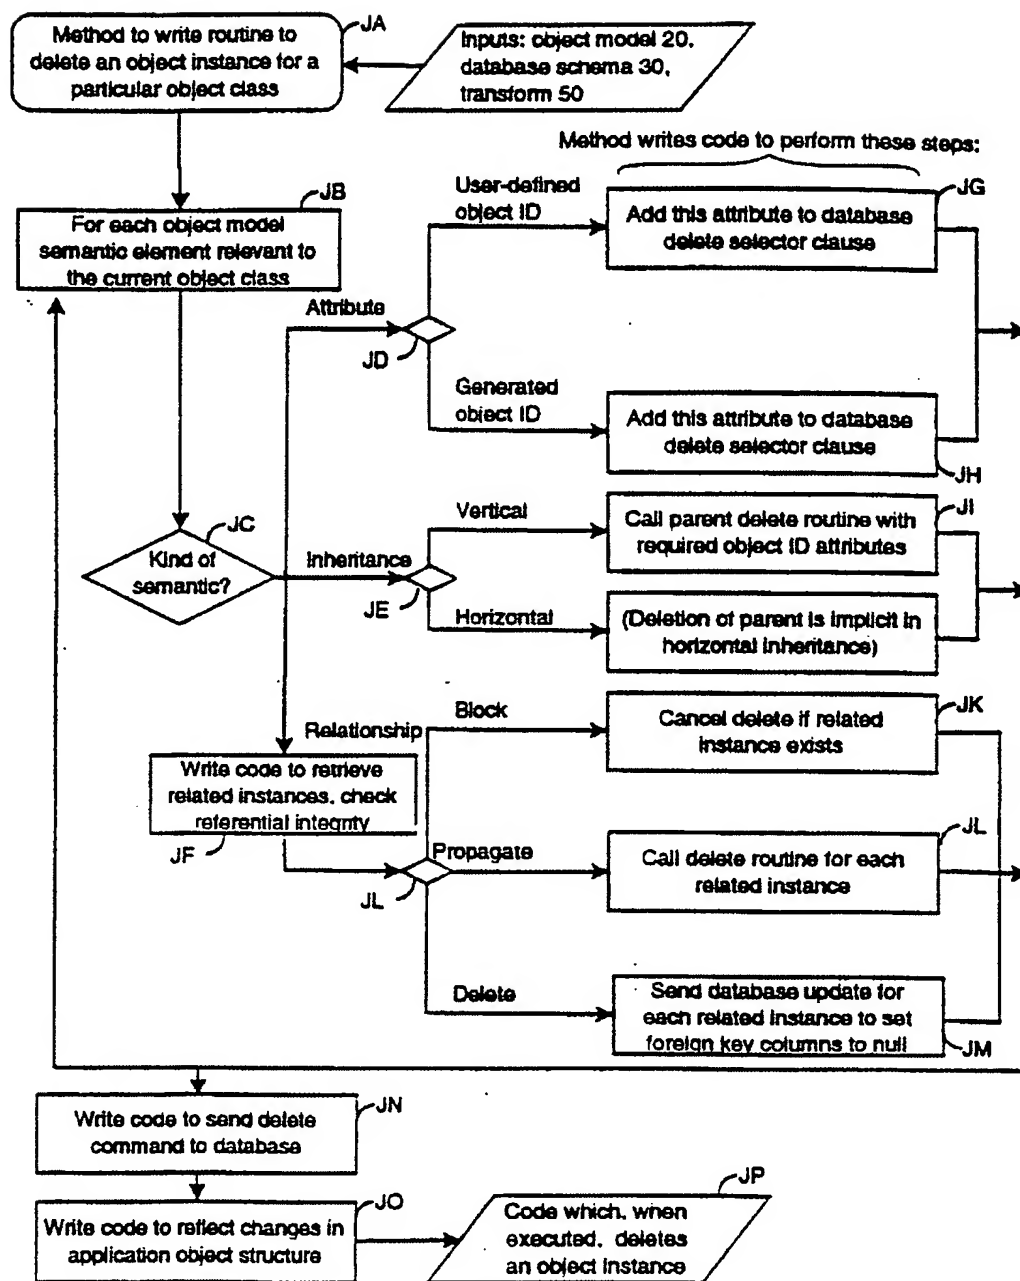 JA
Method to write routine to
delete an object instance for a
particular object class
Inputs: object model 20,
database schema 30,
transform 50
Method writes code to perform these steps:
JB
For each object model
semantic element relevant to
the current object class
User-defined
object ID
JG
Add this attribute to database
delete selector clause
Attribute
JD
Generated
object ID
Add this attribute to database
delete selector clause
JH
JC
Kind of
semantic?
Inheritance
JE
Vertical
JI
Call parent delete routine with
required object ID attributes
Horizontal
(Deletion of parent is implicit in
horizontal inheritance)
Relationship
Write code to retrieve
related instances, check
referential integrity
JF
Block
JK
Cancel delete if related
instance exists
Propagate
JL
JL
Call delete routine for each
related instance
Delete
Send database update for
each related instance to set
foreign key columns to null
JM
JN
Write code to send delete
command to database
JO
Write code to reflect changes in
application object structure
JP
Code which, when
executed, deletes
an object instance